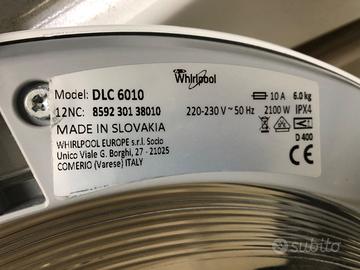 Whirlpool
Model: DLC 6010
10 A 6.0 kg
12NC: 8592 301 38010
220-230 V ~ 50 Hz 2100 W IPX4
MADE IN SLOVAKIA
WHIRLPOOL EUROPE s.r.l. Socio
Unico Viale G. Borghi, 27 - 21025
COMERIO (Varese) ITALY
CE
D 400
subito